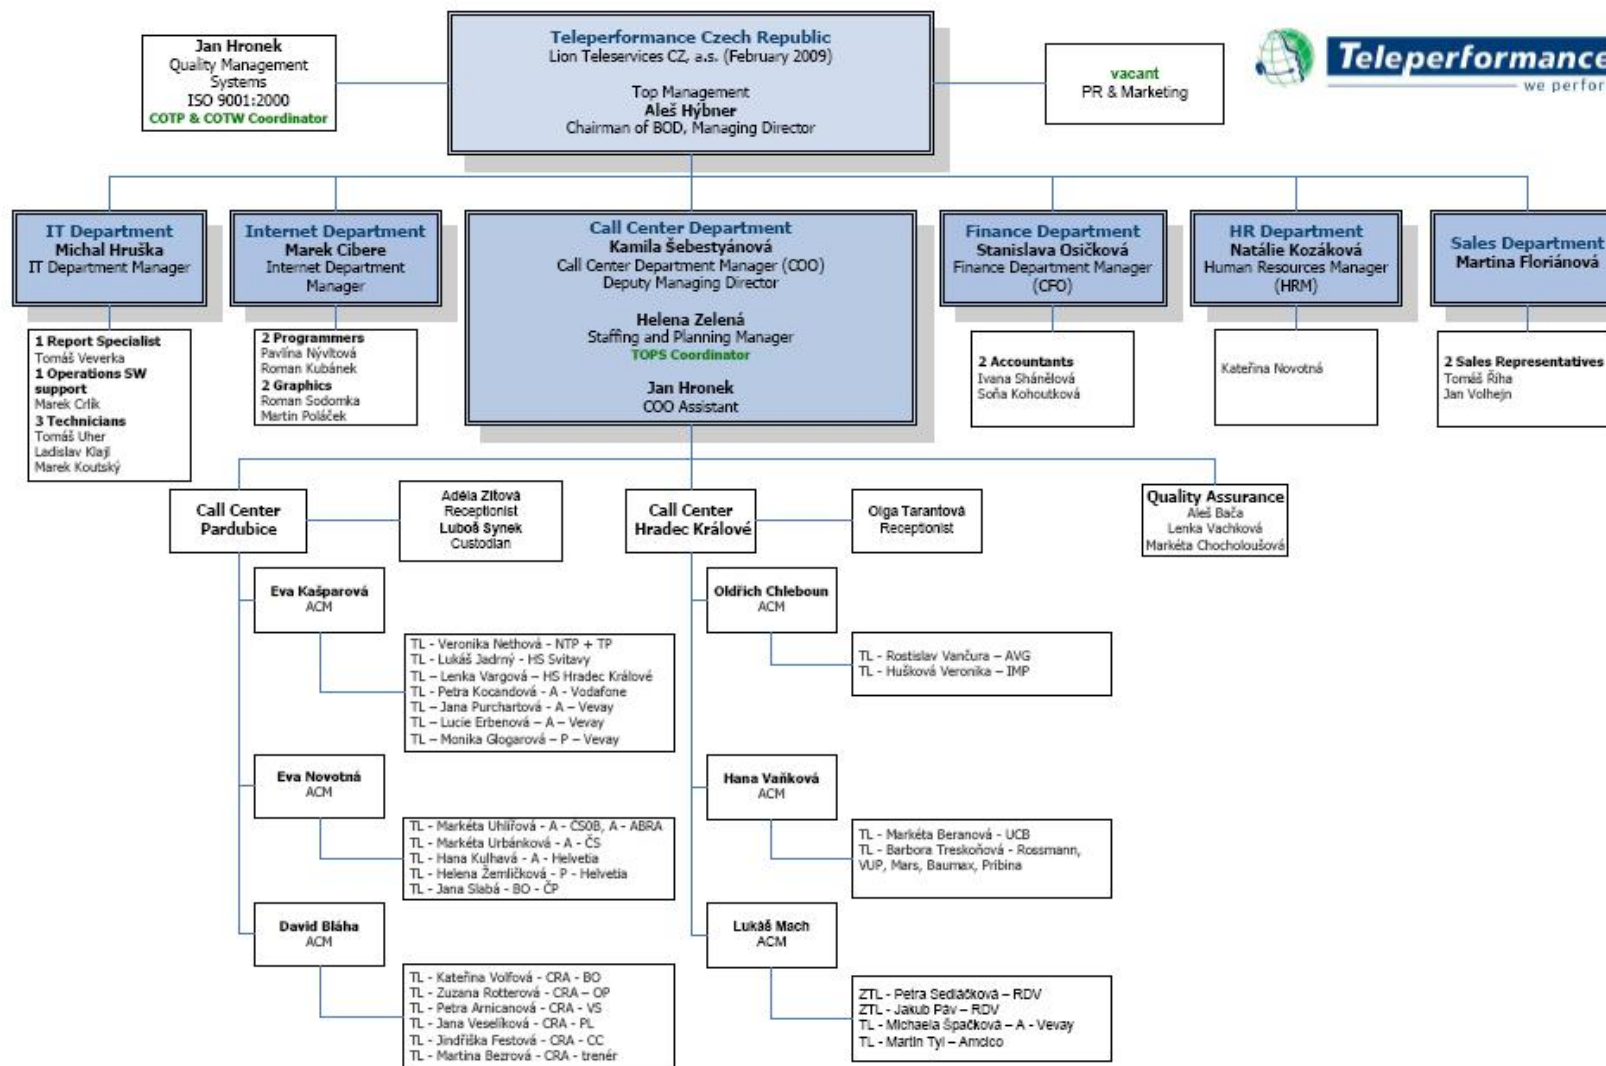 Jan Hronek
Quality Management
Systems
ISO 9001:2000
COTP & COTW Coordinator
Teleperformance Czech Republic
Lion Teleservices CZ, a.s. (February 2009)
Top Management
Aleš Hýbner
Chairman of BOD, Managing Director
vacant
PR & Marketing
Teleperformance
we perfor
IT Department
Michal Hruška
IT Department Manager
Internet Department
Marek Cibere
Internet Department
Manager
Call Center Department
Kamila Šebestyánová
Call Center Department Manager (COO)
Deputy Managing Director
Helena Zelená
Staffing and Planning Manager
TOPS Coordinator
Jan Hronek
COO Assistant
Finance Department
Stanislava Osičková
Finance Department Manager
(CFO)
HR Department
Natálie Kozáková
Human Resources Manager
(HRM)
Sales Department
Martina Floriánová
1 Report Specialist
Tomáš Veverka
1 Operations SW
support
Marek Crlík
3 Technicians
Tomáš Uher
Ladislav Klajl
Marek Koutský
2 Programmers
Pavlína Nývltová
Roman Kubánek
2 Graphics
Roman Sodomka
Martin Poláček
2 Accountants
Ivana Shánělová
Soňa Kohoutková
Kateřina Novotná
2 Sales Representatives
Tomáš Říha
Jan Volhejn
Call Center
Pardubice
Adéla Zítová
Receptionist
Luboš Synek
Custodian
Call Center
Hradec Králové
Olga Tarantová
Receptionist
Quality Assurance
Aleš Bača
Lenka Vachková
Markéta Chocholoušová
Eva Kašparová
ACM
TL - Veronika Nethová - NTP + TP
TL - Lukáš Jadrný - HS Svitavy
TL – Lenka Vargová – HS Hradec Králové
TL - Petra Kocandová - A - Vodafone
TL – Jana Purchartová - A – Vevay
TL – Lucie Erbenová – A – Vevay
TL – Monika Glogarová – P – Vevay
Oldřich Chleboun
ACM
TL - Rostislav Vančura – AVG
TL - Hušková Veronika – IMP
Eva Novotná
ACM
TL - Markéta Uhlířová - A - ČSOB, A - ABRA
TL - Markéta Urbánková - A - ČS
TL - Hana Kulhavá - A - Helvetia
TL - Helena Žemličková - P - Helvetia
TL - Jana Slabá - BO - ČP
Hana Vaňková
ACM
TL - Markéta Beranová - UCB
TL - Barbora Treskoňová - Rossmann,
VUP, Mars, Baumax, Pribina
David Bláha
ACM
TL - Kateřina Volfová - CRA - BO
TL - Zuzana Rotterová - CRA – OP
TL - Petra Arnicanová - CRA - VS
TL - Jana Veselíková - CRA - PL
TL - Jindřiška Festová - CRA - CC
TL - Martina Bezrová - CRA - trenér
Lukáš Mach
ACM
ZTL - Petra Sedláčková – RDV
ZTL - Jakub Páv – RDV
TL - Michaela Špačková – A - Vevay
TL - Martin Tyl – Amcico